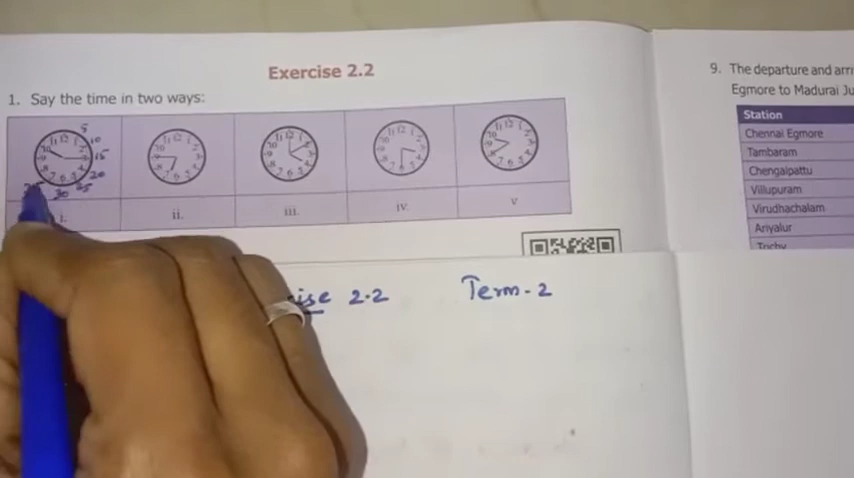 Exercise 2.2
1. Say the time in two ways:
5
10
15
20
25
30
i.
ii.
iii.
iv.
v
9. The departure and arri
Egmore to Madurai Ju
Station
Chennai Egmore
Tambaram
Chengalpattu
Villupuram
Virudhachalam
Ariyalur
Trichy
ise 2.2 Term-2